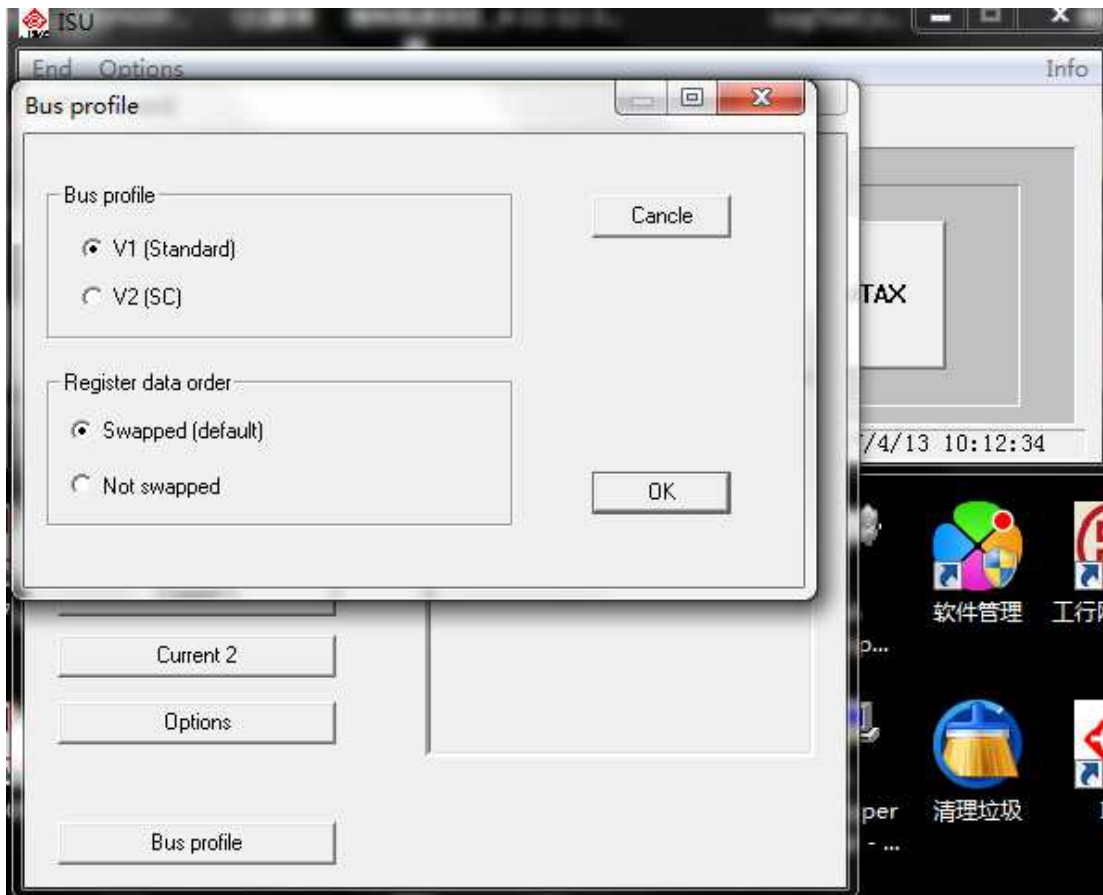 ISU
End Options Info
Bus profile
Bus profile
V1 (Standard)
V2 (SC)
Cancle
TAX
Register data order
Swapped (default)
Not swapped
OK
/4/13 10:12:34
Current 2
Options
Bus profile
软件管理
工行
p...
清理垃圾
per
- ...